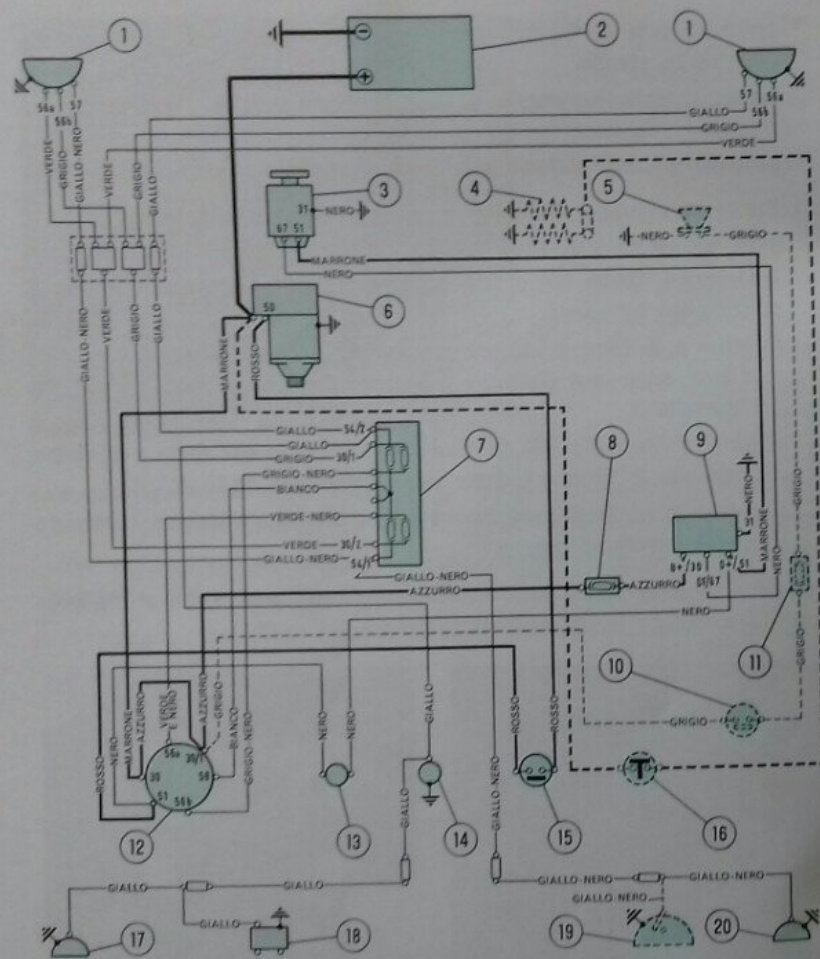 1
2
1
−
+
56a
56b
57
57
56b
56a
GIALLO
GRIGIO
VERDE
VERDE
GRIGIO
GIALLO-NERO
VERDE
GRIGIO
GIALLO
3
4
5
31
NERO
67 51
NERO
GRIGIO
MARRONE
NERO
6
50
GIALLO-NERO
VERDE
GRIGIO
GIALLO
MARRONE
ROSSO
7
8
9
GIALLO
54/2
GIALLO
GRIGIO
30/1
GRIGIO-NERO
BIANCO
VERDE-NERO
VERDE
30/2
GIALLO-NERO
54/1
GIALLO-NERO
AZZURRO
AZZURRO
NERO
31
MARRONE
NERO
GRIGIO
B+/30
D+/51
NERO
11
GRIGIO
10
GRIGIO
ROSSO
NERO
MARRONE
AZZURRO
VERDE E NERO
AZZURRO
GRIGIO
BIANCO
GRIGIO-NERO
NERO
NERO
GIALLO
GIALLO-NERO
ROSSO
ROSSO
56a
30/1
30
58
51
56b
12
13
14
15
16
GIALLO
GIALLO
GIALLO
GIALLO
GIALLO-NERO
GIALLO-NERO
GIALLO-NERO
17
18
19
20